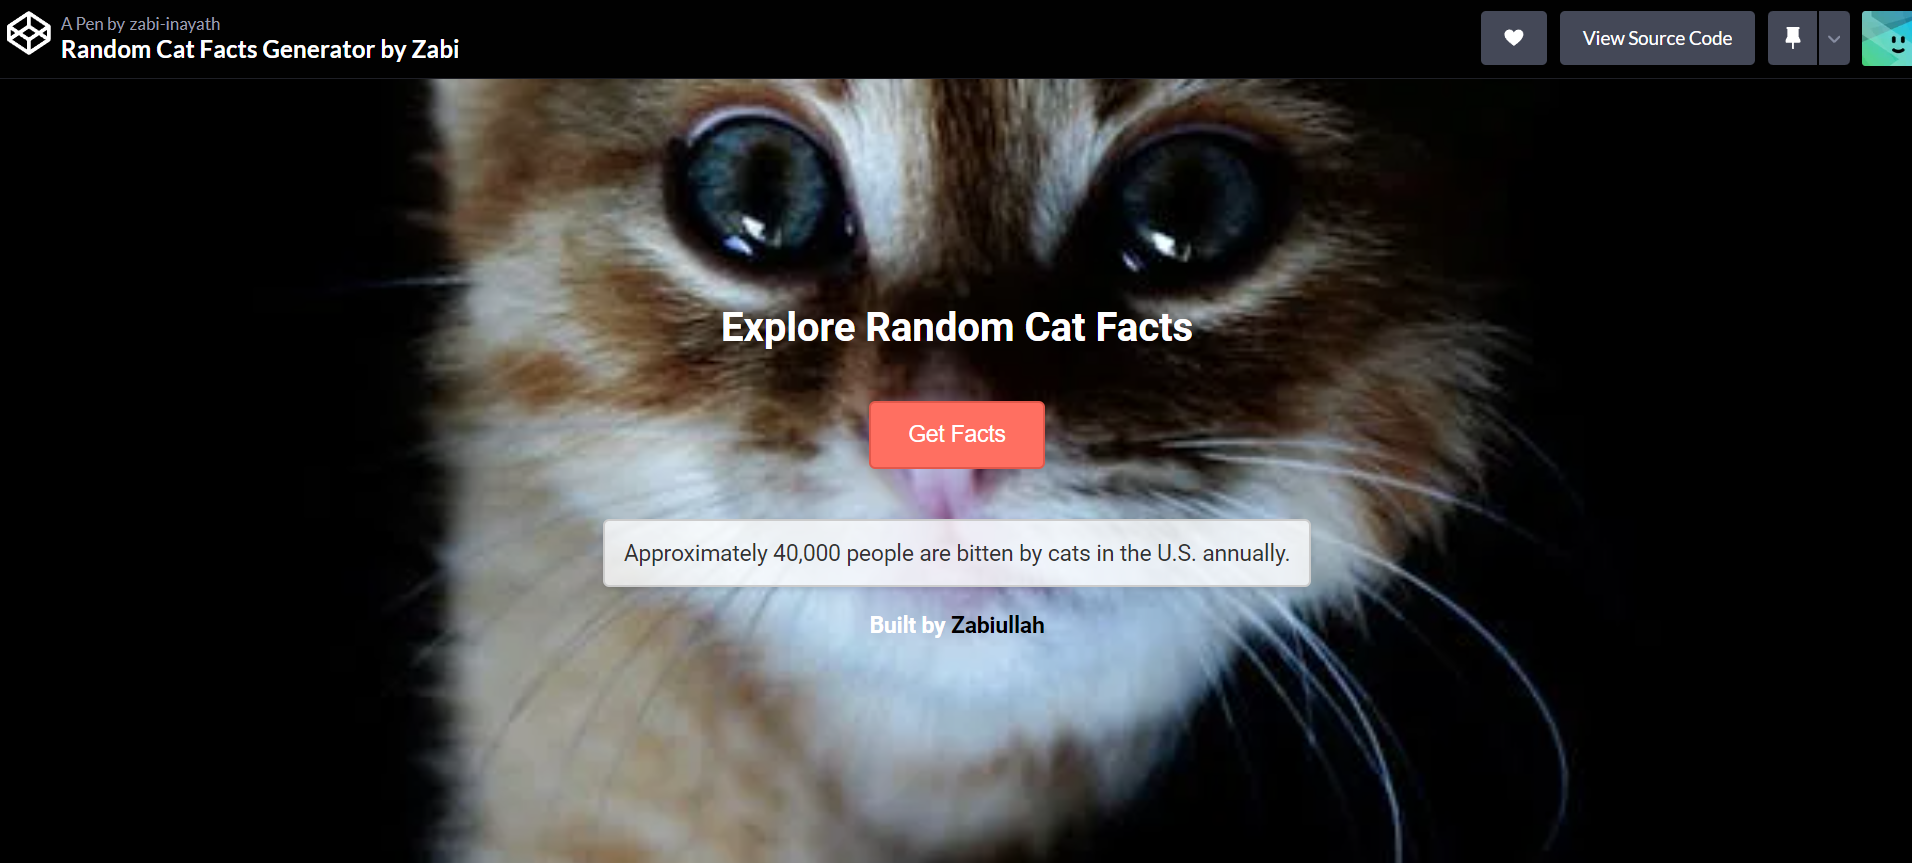 A Pen by zabi-inayath
Random Cat Facts Generator by Zabi
View Source Code
Explore Random Cat Facts
Get Facts
Approximately 40,000 people are bitten by cats in the U.S. annually.
Built by Zabiullah